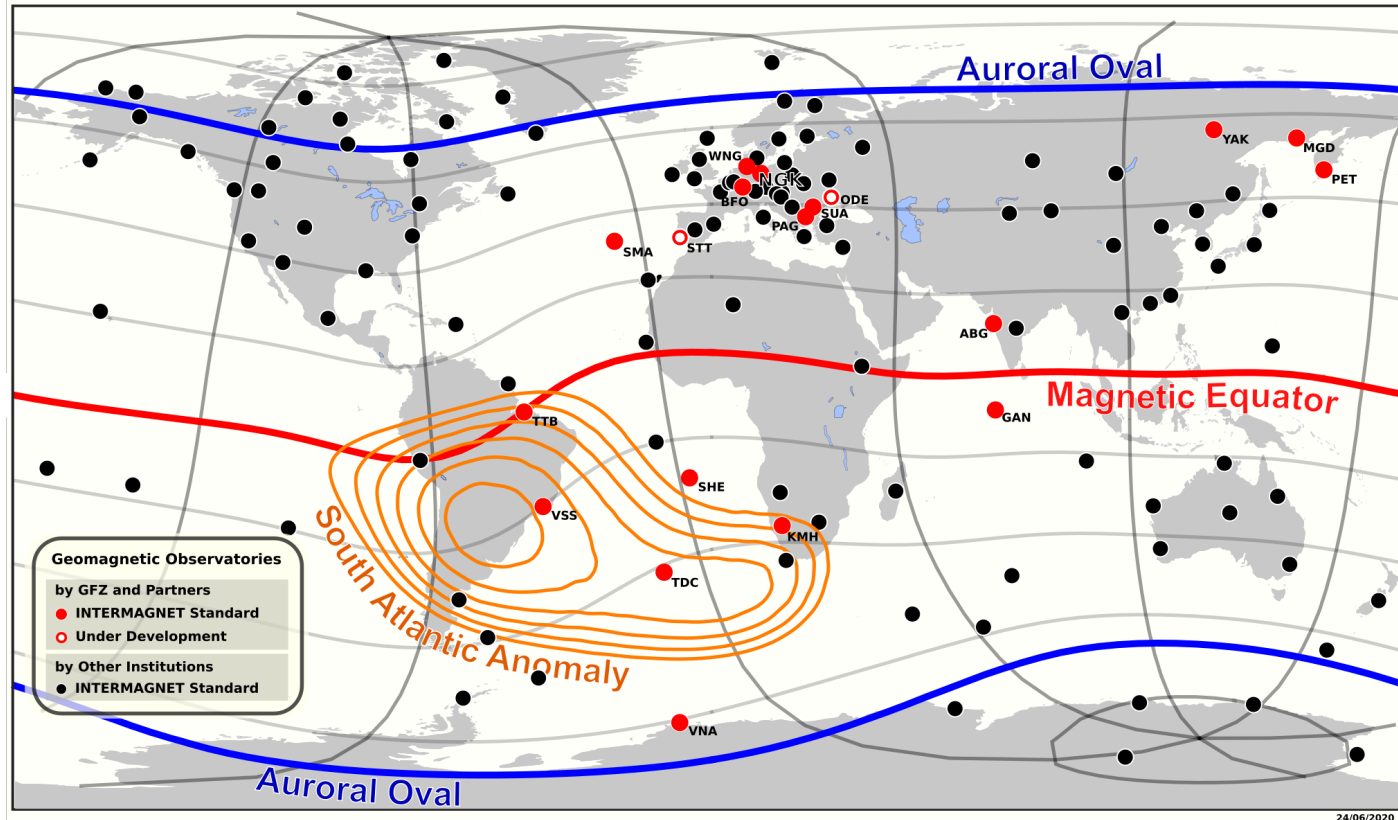 Auroral Oval
YAK
MGD
WNG
PET
NGK
BFO
ODE
SUA
PAG
SMA
STT
ABG
Magnetic Equator
TTB
GAN
SHE
VSS
South Atlantic Anomaly
KMH
Geomagnetic Observatories
by GFZ and Partners
INTERMAGNET Standard
Under Development
by Other Institutions
INTERMAGNET Standard
TDC
VNA
Auroral Oval
24/06/2020